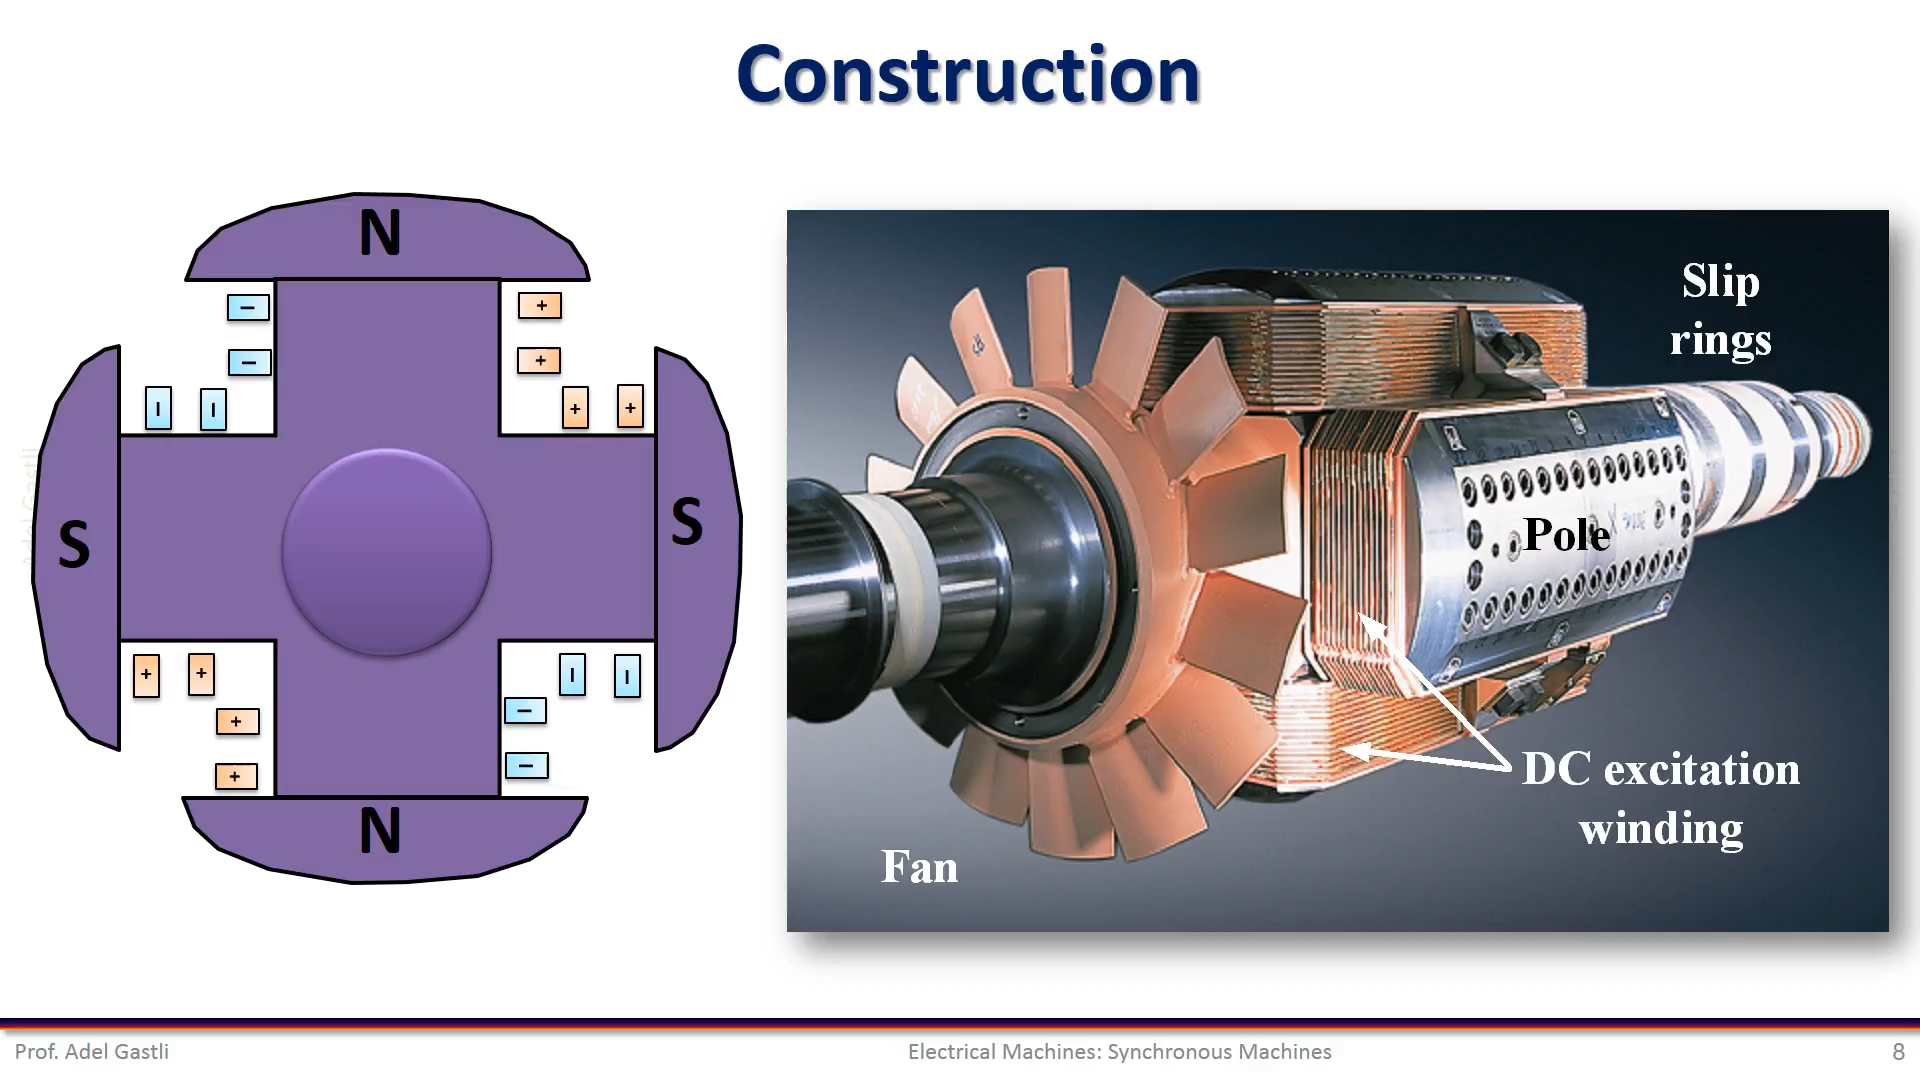 Construction
N
− +
− +
I I + +
S S
+ + I I
+ −
+ −
N
Slip
rings
Pole
DC excitation
winding
Fan
Prof. Adel Gastli
Electrical Machines: Synchronous Machines
8